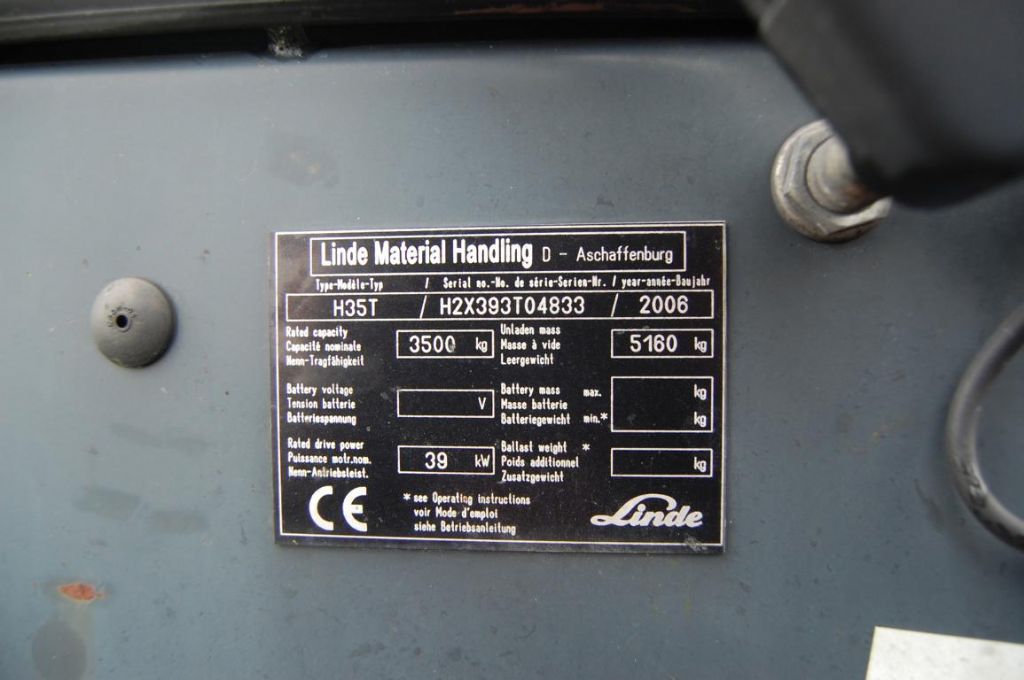 Linde Material Handling D - Aschaffenburg
Type-Modèle-Typ / Serial no.-No. de série-Serien-Nr. / year-année-Baujahr
H35T / H2X393T04833 / 2006
Rated capacity
Capacité nominale
Nenn-Tragfähigkeit
3500 kg
Unladen mass
Masse à vide
Leergewicht
5160 kg
Battery voltage
Tension batterie
Batteriespannung
V
Battery mass max.
Masse batterie
Batteriegewicht min.*
kg
kg
Rated drive power
Puissance motr.nom.
Nenn-Antriebsleist.
39 kW
Ballast weight *
Poids additionnel
Zusatzgewicht
kg
CE
* see Operating instructions
voir Mode d'emploi
siehe Betriebsanleitung
Linde